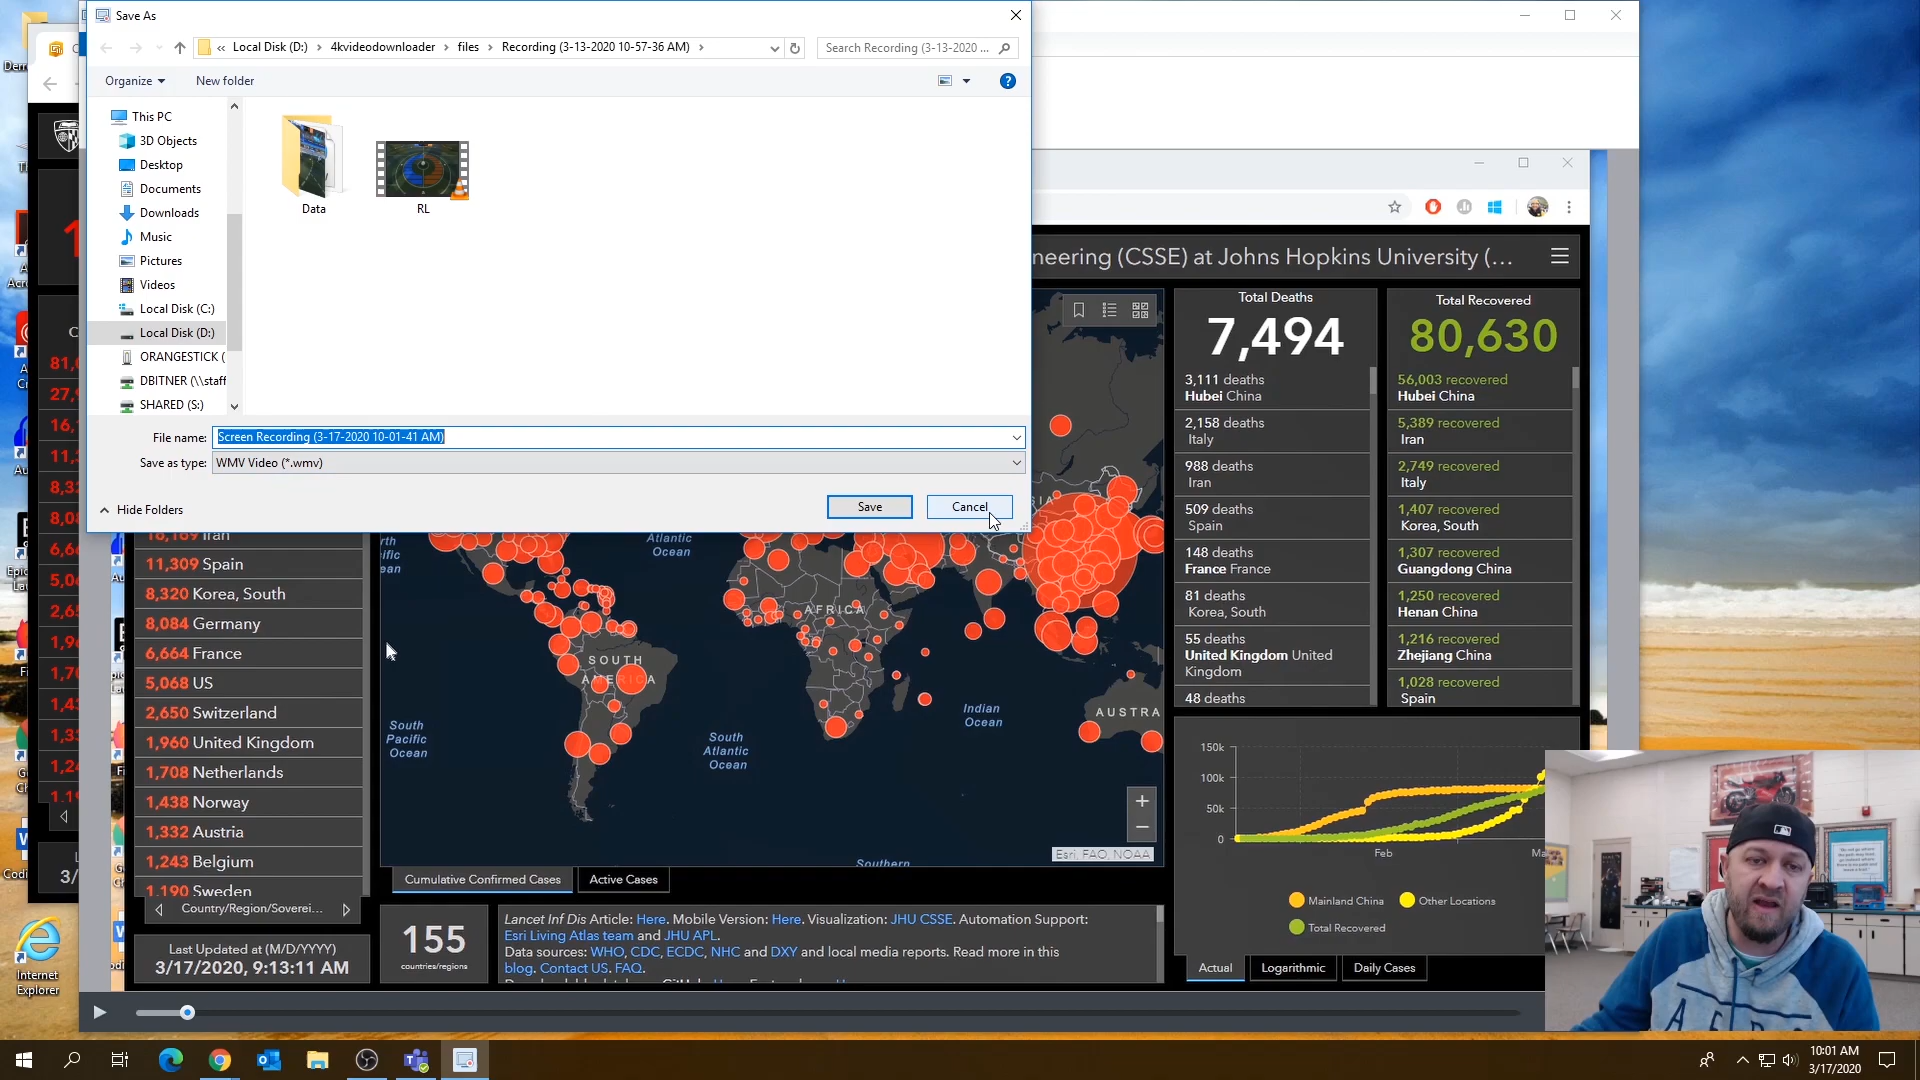 Save As
« Local Disk (D:) › 4kvideodownloader › files › Recording (3-13-2020 10-57-36 AM) ›
Search Recording (3-13-2020 ...
Organize
New folder
This PC
3D Objects
Desktop
Documents
Downloads
Music
Pictures
Videos
Local Disk (C:)
Local Disk (D:)
ORANGESTICK (
DBITNER (\\staff
SHARED (S:)
Data
RL
File name: Screen Recording (3-17-2020 10-01-41 AM)
Save as type: WMV Video (*.wmv)
Hide Folders
Save
Cancel
neering (CSSE) at Johns Hopkins University (...
Total Deaths
7,494
3,111 deaths
Hubei China
2,158 deaths
Italy
988 deaths
Iran
509 deaths
Spain
148 deaths
France France
81 deaths
Korea, South
55 deaths
United Kingdom United
Kingdom
48 deaths
Total Recovered
80,630
56,003 recovered
Hubei China
5,389 recovered
Iran
2,749 recovered
Italy
1,407 recovered
Korea, South
1,307 recovered
Guangdong China
1,250 recovered
Henan China
1,216 recovered
Zhejiang China
1,028 recovered
Spain
16,169 Iran
11,309 Spain
8,320 Korea, South
8,084 Germany
6,664 France
5,068 US
2,650 Switzerland
1,960 United Kingdom
1,708 Netherlands
1,438 Norway
1,332 Austria
1,243 Belgium
1,190 Sweden
Country/Region/Soverei...
Last Updated at (M/D/YYYY)
3/17/2020, 9:13:11 AM
Atlantic
Ocean
AFRICA
SOUTH
AMERICA
South
Pacific
Ocean
South
Atlantic
Ocean
Indian
Ocean
AUSTRA
Southern
Esri, FAO, NOAA
Cumulative Confirmed Cases
Active Cases
155
countries/regions
Lancet Inf Dis Article: Here. Mobile Version: Here. Visualization: JHU CSSE. Automation Support:
Esri Living Atlas team and JHU APL.
Data sources: WHO, CDC, ECDC, NHC and DXY and local media reports. Read more in this
blog. Contact US. FAQ.
150k
100k
50k
0
Feb
Ma
Mainland China
Other Locations
Total Recovered
Actual
Logarithmic
Daily Cases
Internet
Explorer
10:01 AM
3/17/2020